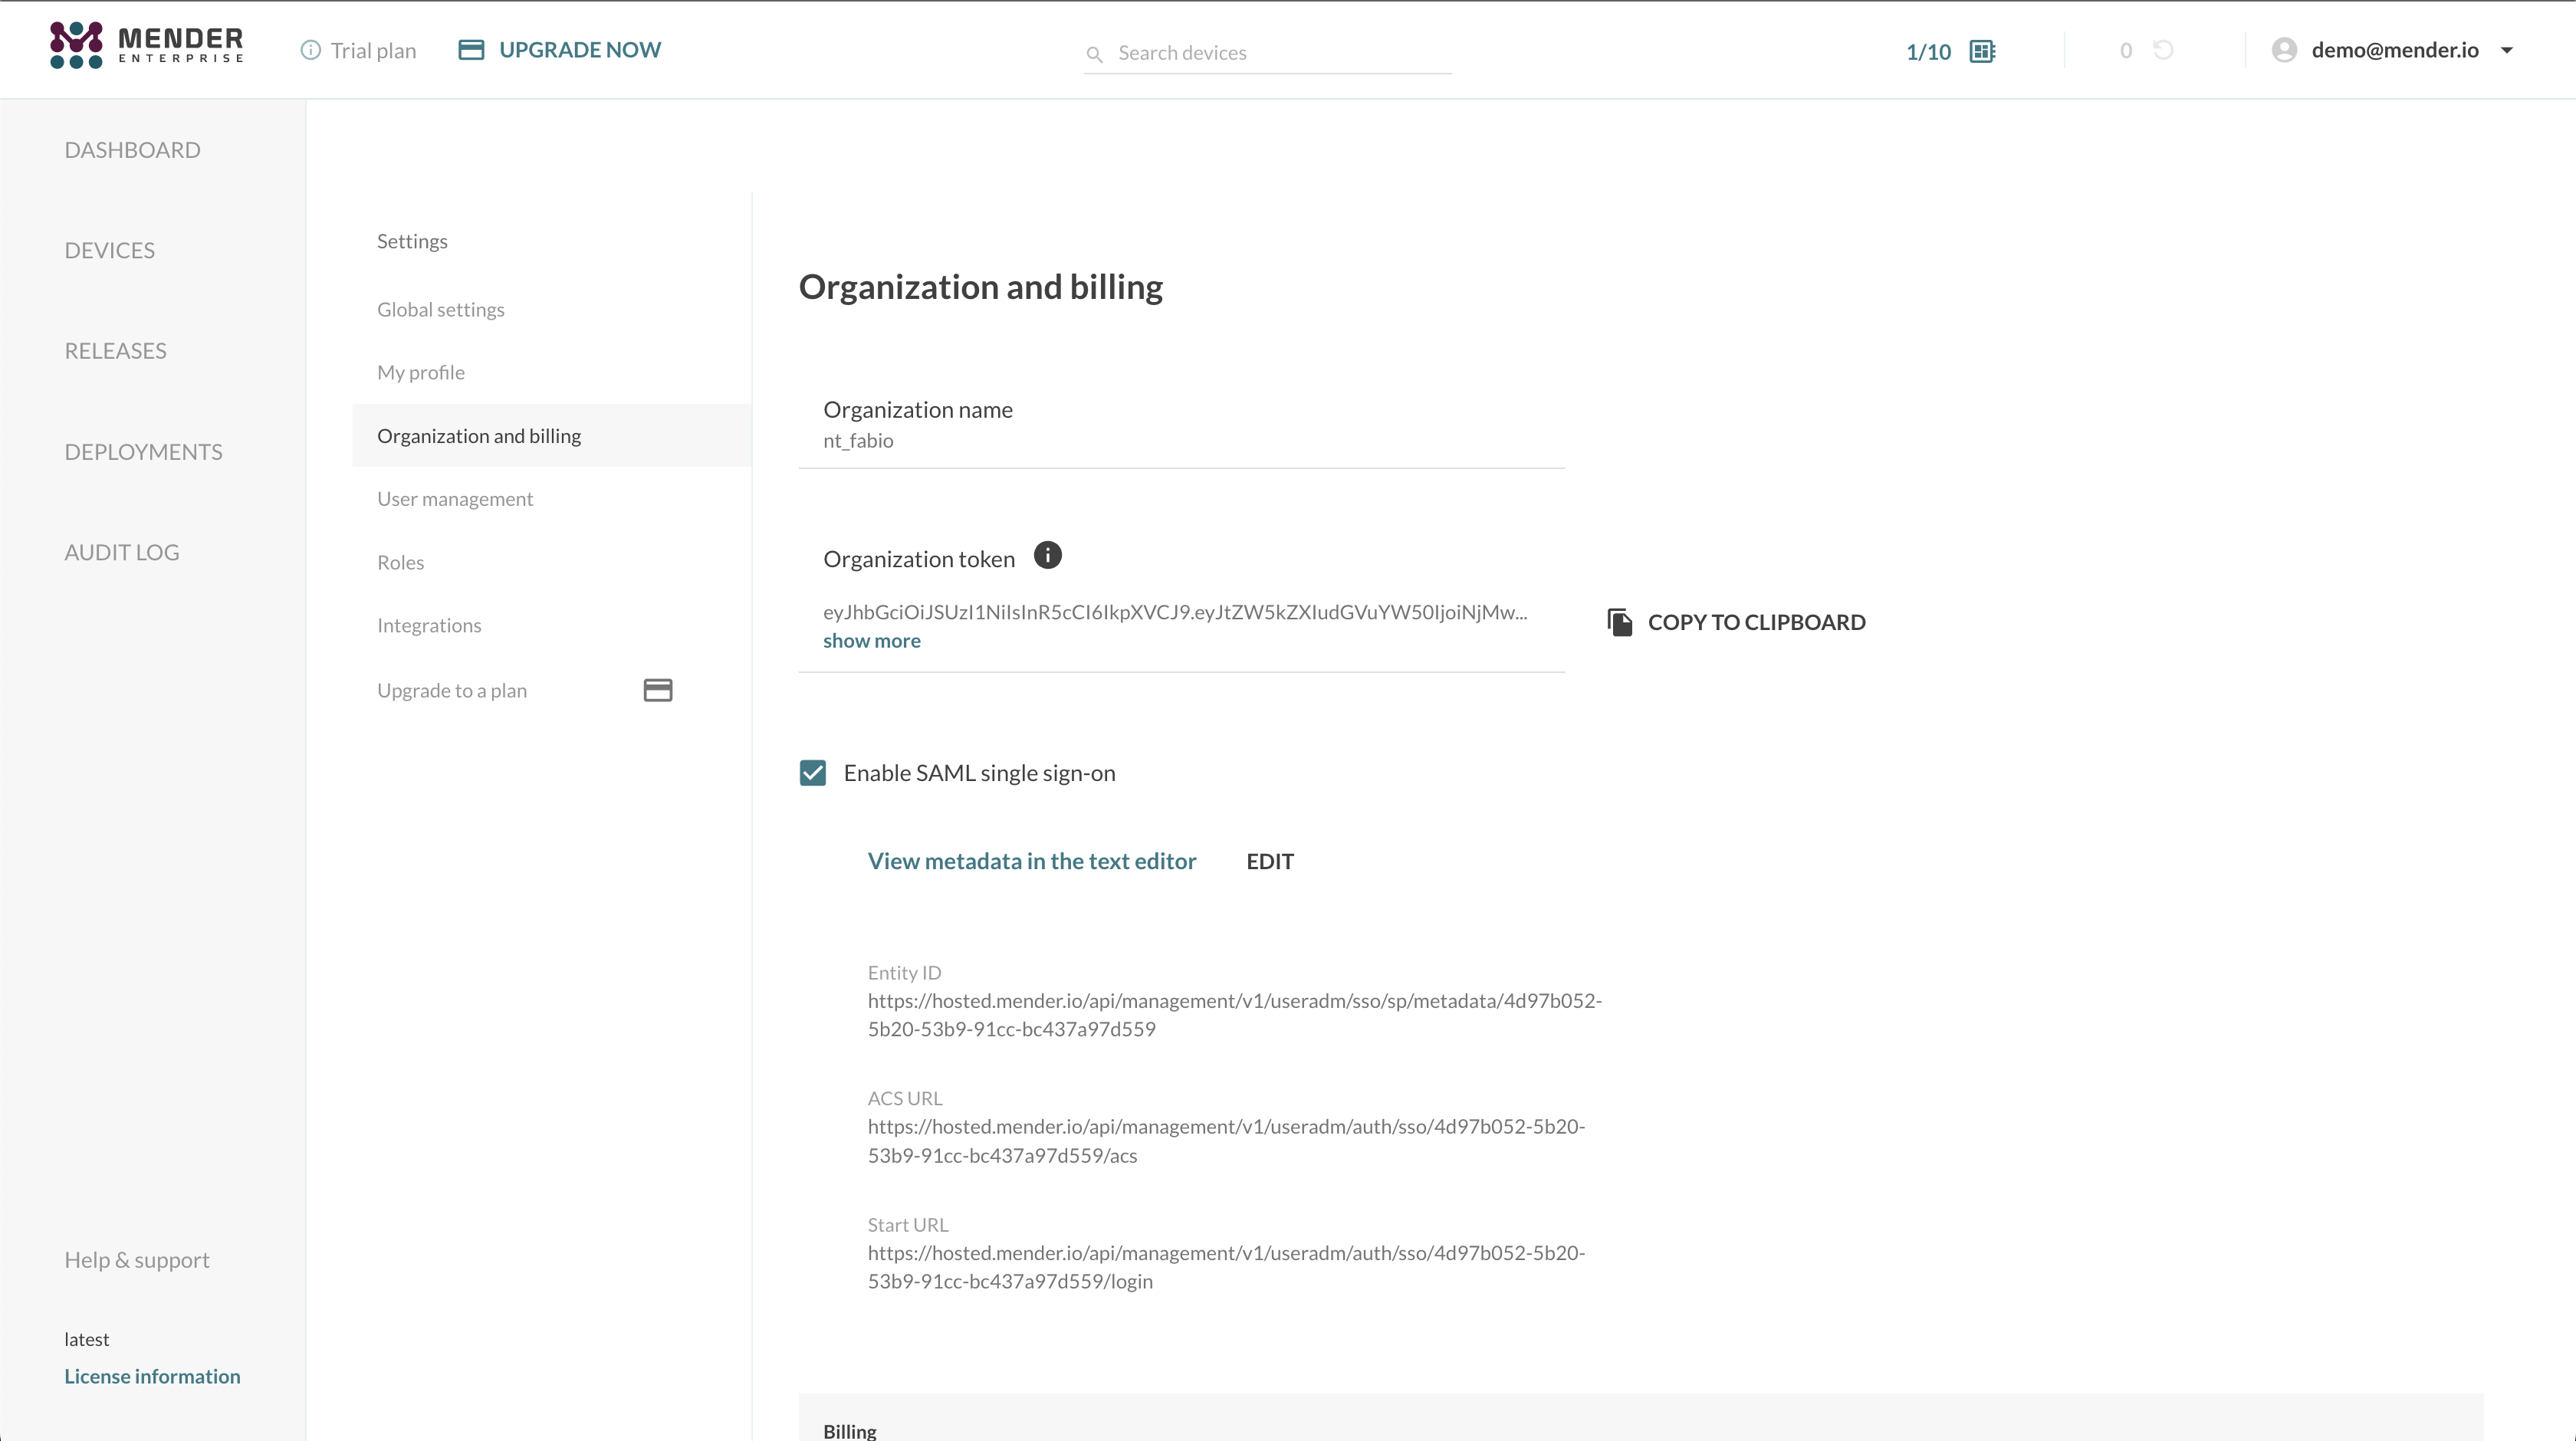 MENDER
ENTERPRISE
Trial plan
UPGRADE NOW
Search devices
1/10
0
demo@mender.io
DASHBOARD
DEVICES
RELEASES
DEPLOYMENTS
AUDIT LOG
Help & support
latest
License information
Settings
Global settings
My profile
Organization and billing
User management
Roles
Integrations
Upgrade to a plan
Organization and billing
Organization name
nt_fabio
Organization token
eyJhbGciOiJSUzI1NiIsInR5cCI6IkpXVCJ9.eyJtZW5kZXIudGVuYW50IjoiNjMw...
show more
COPY TO CLIPBOARD
Enable SAML single sign-on
View metadata in the text editor
EDIT
Entity ID
https://hosted.mender.io/api/management/v1/useradm/sso/sp/metadata/4d97b052-
5b20-53b9-91cc-bc437a97d559
ACS URL
https://hosted.mender.io/api/management/v1/useradm/auth/sso/4d97b052-5b20-
53b9-91cc-bc437a97d559/acs
Start URL
https://hosted.mender.io/api/management/v1/useradm/auth/sso/4d97b052-5b20-
53b9-91cc-bc437a97d559/login
Billing